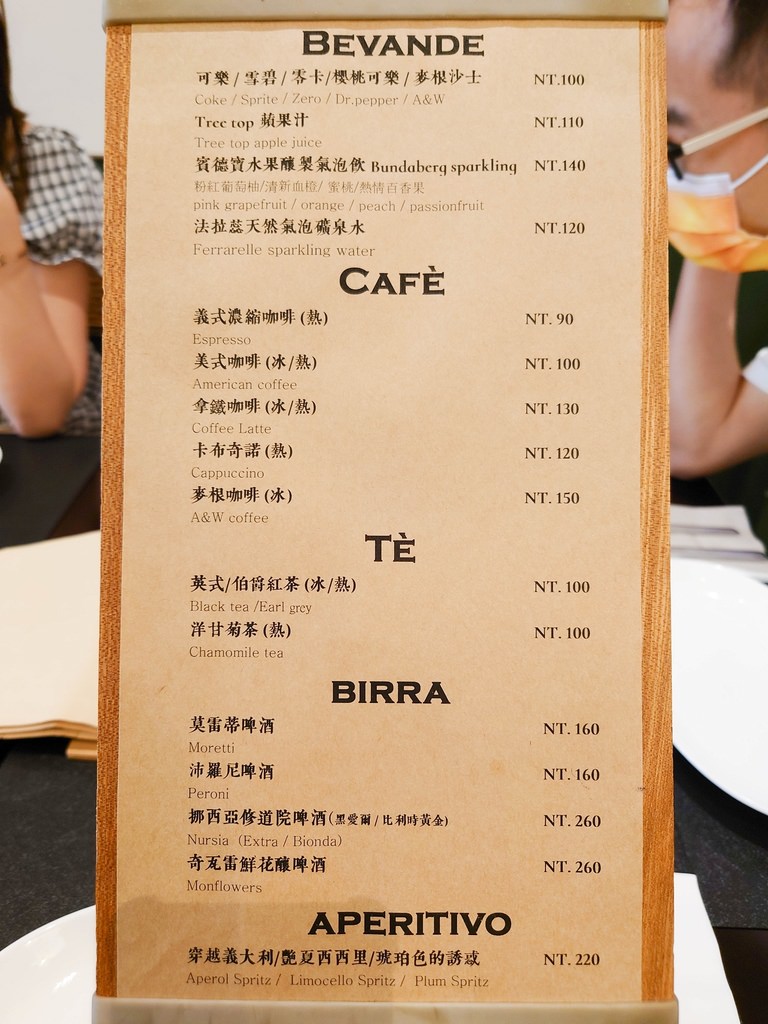 BEVANDE
可樂 / 雪碧 / 零卡/櫻桃可樂 / 麥根沙士 NT.100
Coke / Sprite / Zero / Dr.pepper / A&W
Tree top 蘋果汁 NT.110
Tree top apple juice
賓德寶水果釀製氣泡飲 Bundaberg sparkling NT.140
粉紅葡萄柚/清新血橙/ 蜜桃/熱情百香果
pink grapefruit / orange / peach / passionfruit
法拉蕊天然氣泡礦泉水 NT.120
Ferrarelle sparkling water
CAFÈ
義式濃縮咖啡 (熱) NT. 90
Espresso
美式咖啡 (冰/熱) NT. 100
American coffee
拿鐵咖啡 (冰/熱) NT. 130
Coffee Latte
卡布奇諾 (熱) NT. 120
Cappuccino
麥根咖啡 (冰) NT. 150
A&W coffee
TÈ
英式/伯爵紅茶 (冰/熱) NT. 100
Black tea /Earl grey
洋甘菊茶 (熱) NT. 100
Chamomile tea
BIRRA
莫雷蒂啤酒 NT. 160
Moretti
沛羅尼啤酒 NT. 160
Peroni
挪西亞修道院啤酒(黑愛爾 / 比利時黃金) NT. 260
Nursia (Extra / Bionda)
奇瓦雷鮮花釀啤酒 NT. 260
Monflowers
APERITIVO
穿越義大利/艷夏西西里/琥珀色的誘惑 NT. 220
Aperol Spritz / Limocello Spritz / Plum Spritz